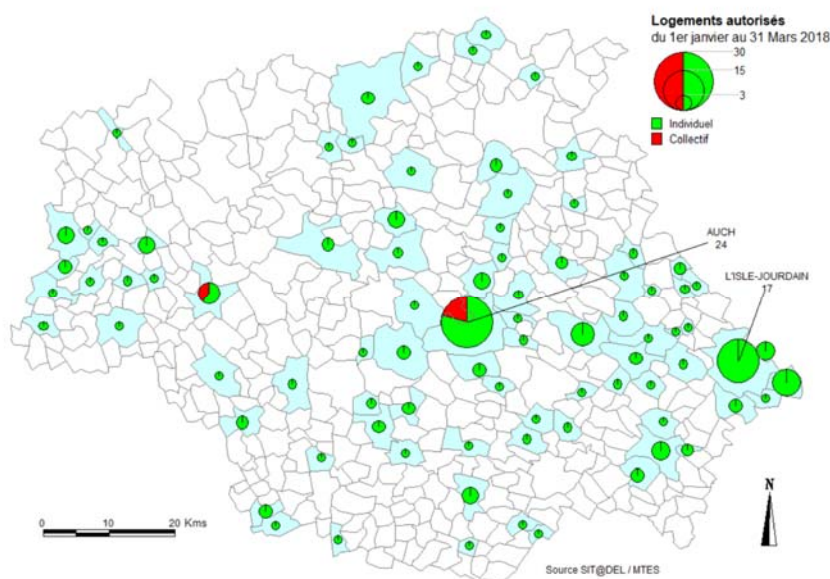 Logements autorisés
du 1er janvier au 31 Mars 2018
30
15
3
Individuel
Collectif
AUCH
24
L'ISLE-JOURDAIN
17
N
0 10 20 Kms
Source SIT@DEL / MTES